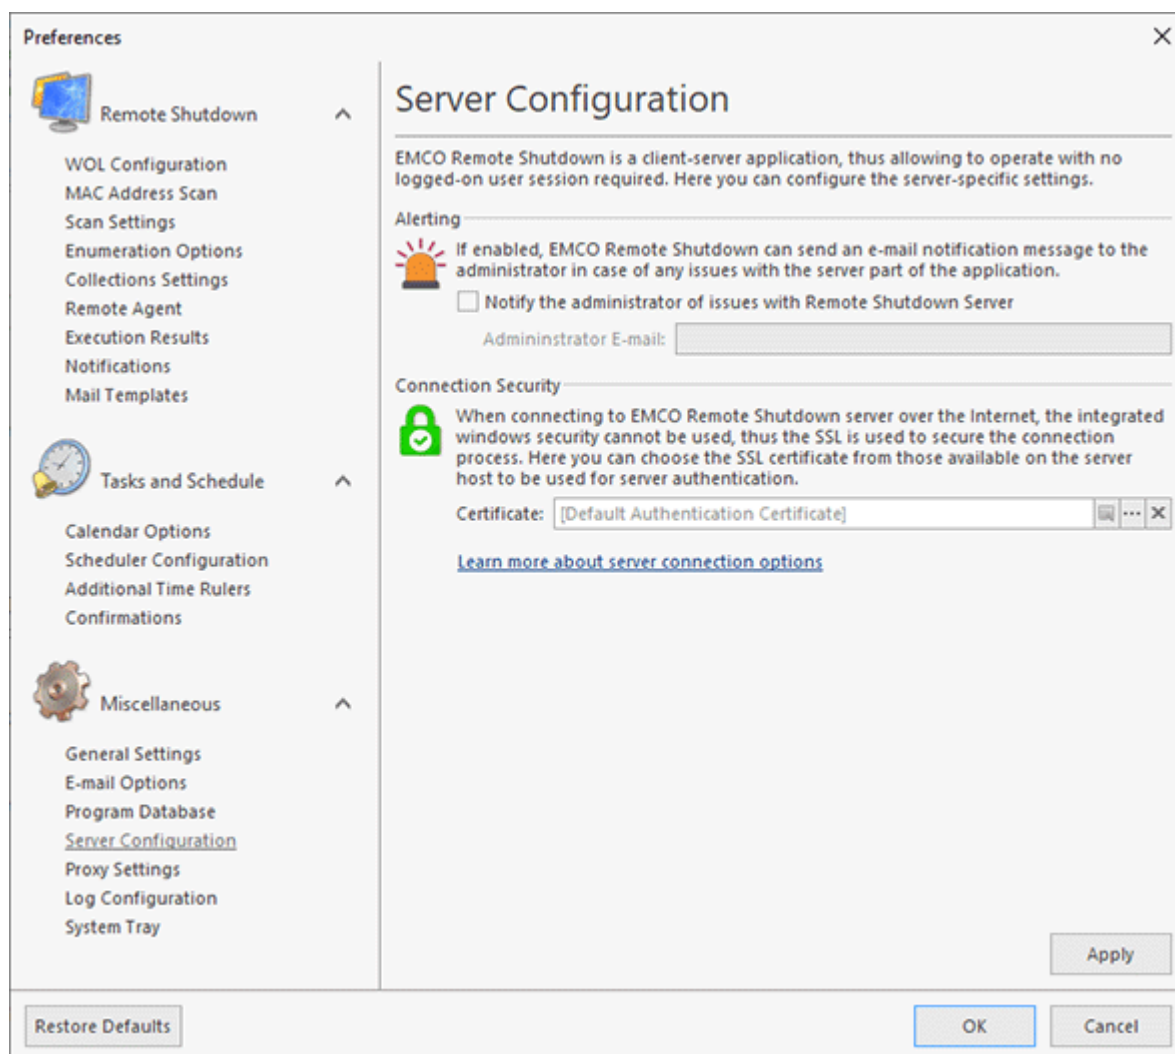 Preferences
Remote Shutdown
WOL Configuration
MAC Address Scan
Scan Settings
Enumeration Options
Collections Settings
Remote Agent
Execution Results
Notifications
Mail Templates
Tasks and Schedule
Calendar Options
Scheduler Configuration
Additional Time Rulers
Confirmations
Miscellaneous
General Settings
E-mail Options
Program Database
Server Configuration
Proxy Settings
Log Configuration
System Tray
Server Configuration
EMCO Remote Shutdown is a client-server application, thus allowing to operate with no
logged-on user session required. Here you can configure the server-specific settings.
Alerting
If enabled, EMCO Remote Shutdown can send an e-mail notification message to the
administrator in case of any issues with the server part of the application.
Notify the administrator of issues with Remote Shutdown Server
Admininstrator E-mail:
Connection Security
When connecting to EMCO Remote Shutdown server over the Internet, the integrated
windows security cannot be used, thus the SSL is used to secure the connection
process. Here you can choose the SSL certificate from those available on the server
host to be used for server authentication.
Certificate: [Default Authentication Certificate]
Learn more about server connection options
Apply
Restore Defaults
OK
Cancel